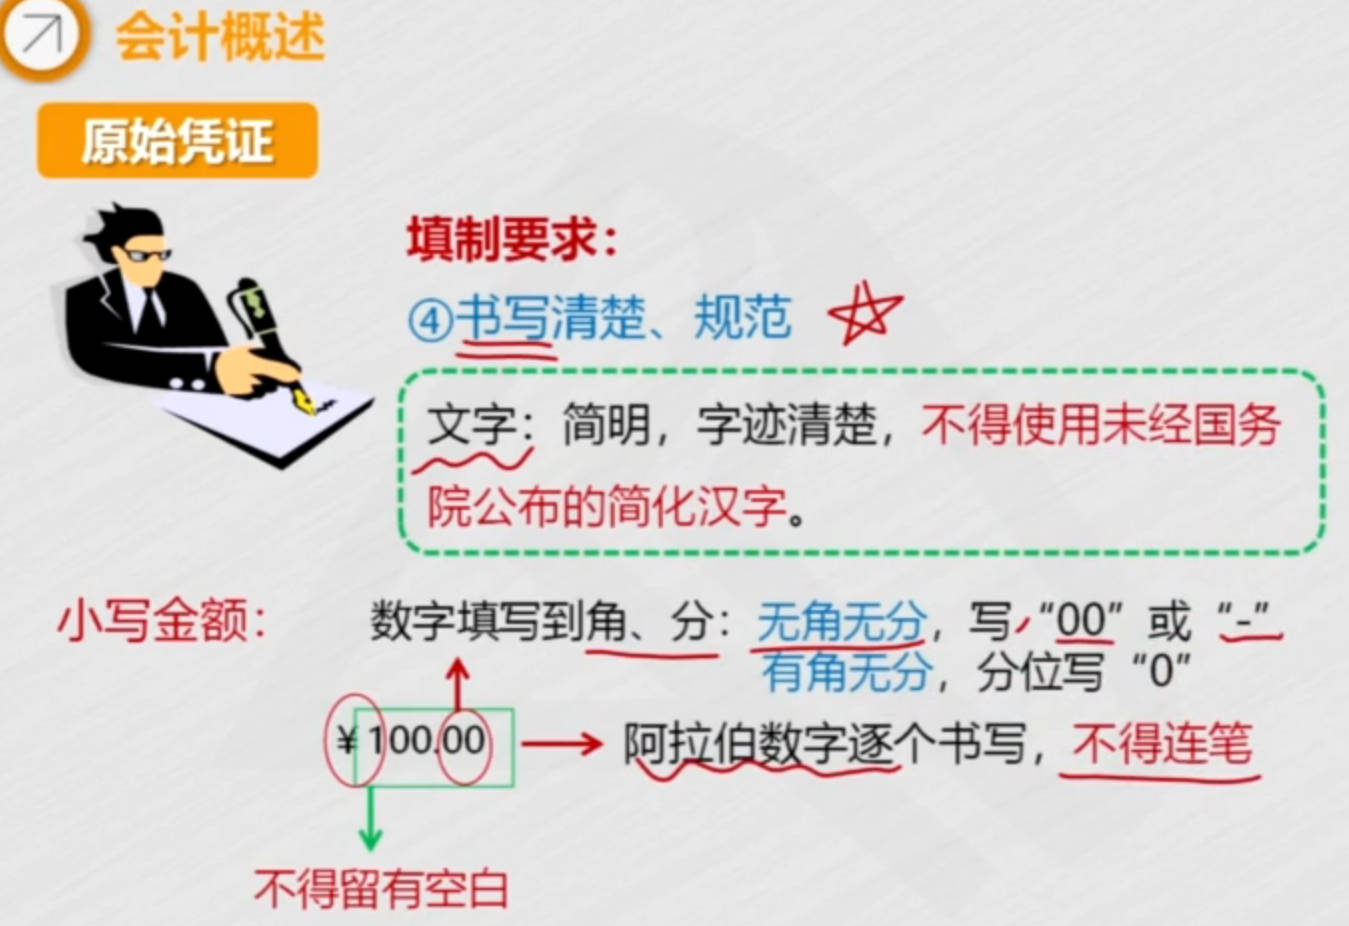 会计概述
原始凭证
填制要求：
④书写清楚、规范
文字：简明，字迹清楚，不得使用未经国务
院公布的简化汉字。
小写金额： 数字填写到角、分：无角无分，写“00”或“-”
有角无分，分位写“0”
¥100.00 阿拉伯数字逐个书写，不得连笔
不得留有空白